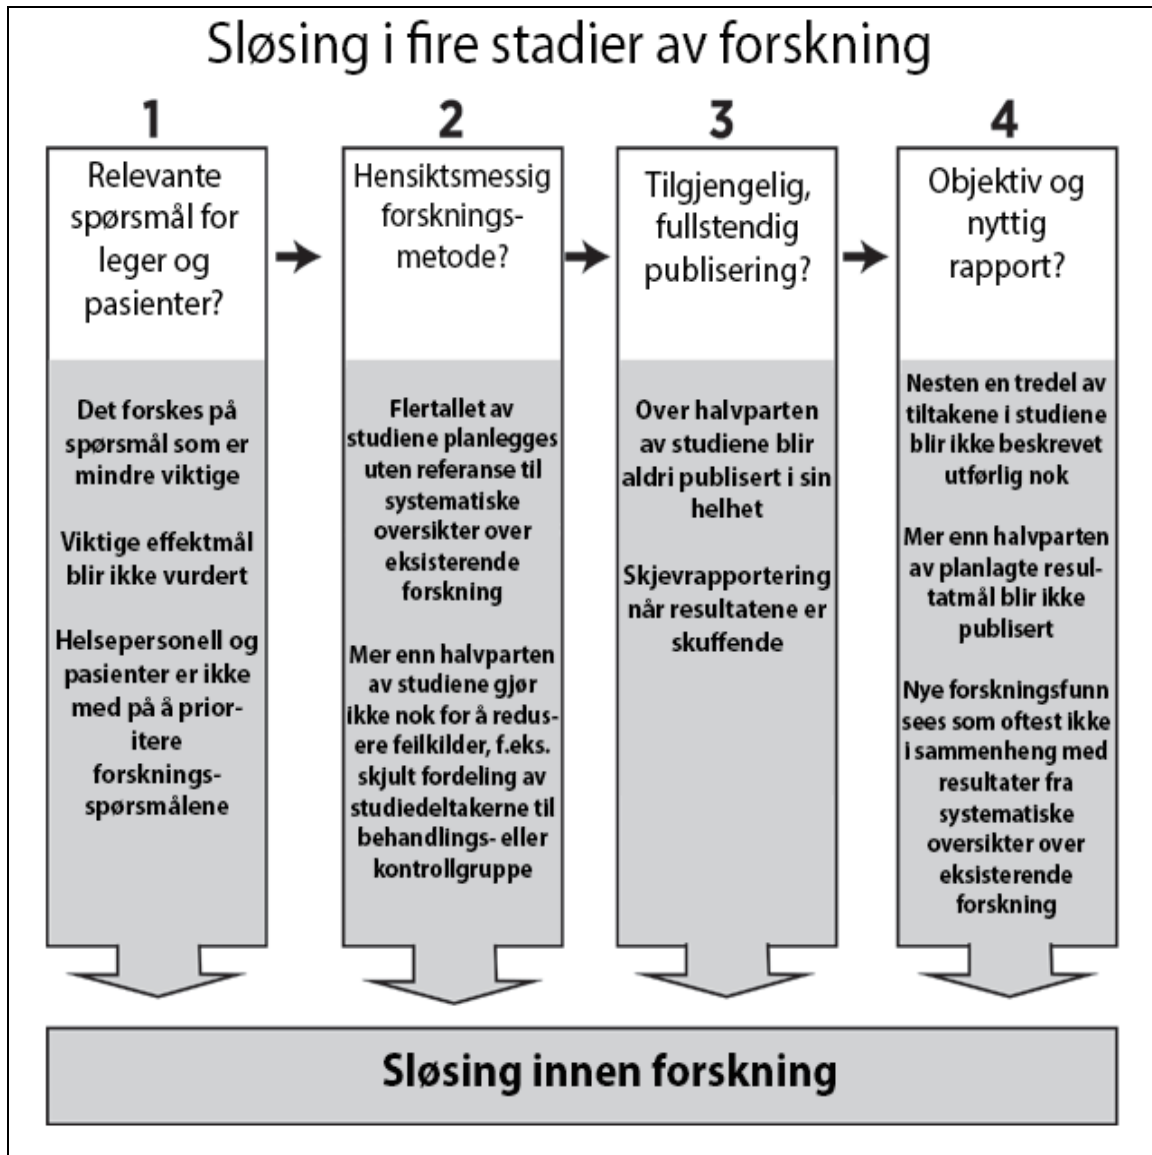 Sløsing i fire stadier av forskning
1
Relevante
spørsmål for
leger og
pasienter?
Det forskes på
spørsmål som er
mindre viktige
Viktige effektmål
blir ikke vurdert
Helsepersonell og
pasienter er ikke
med på å prior-
itere
forsknings-
spørsmålene
2
Hensiktsmessig
forsknings-
metode?
Flertallet av
studiene planlegges
uten referanse til
systematiske
oversikter over
eksisterende
forskning
Mer enn halvparten
av studiene gjør
ikke nok for å redus-
ere feilkilder, f.eks.
skjult fordeling av
studiedeltakerne til
behandlings- eller
kontrollgruppe
3
Tilgjengelig,
fullstendig
publisering?
Over halvparten
av studiene blir
aldri publisert i sin
helhet
Skjevrapportering
når resultatene er
skuffende
4
Objektiv og
nyttig
rapport?
Nesten en tredel av
tiltakene i studiene
blir ikke beskrevet
utførlig nok
Mer enn halvparten
av planlagte resul-
tatmål blir ikke
publisert
Nye forskningsfunn
sees som oftest ikke
i sammenheng med
resultater fra
systematiske
oversikter over
eksisterende
forskning
Sløsing innen forskning